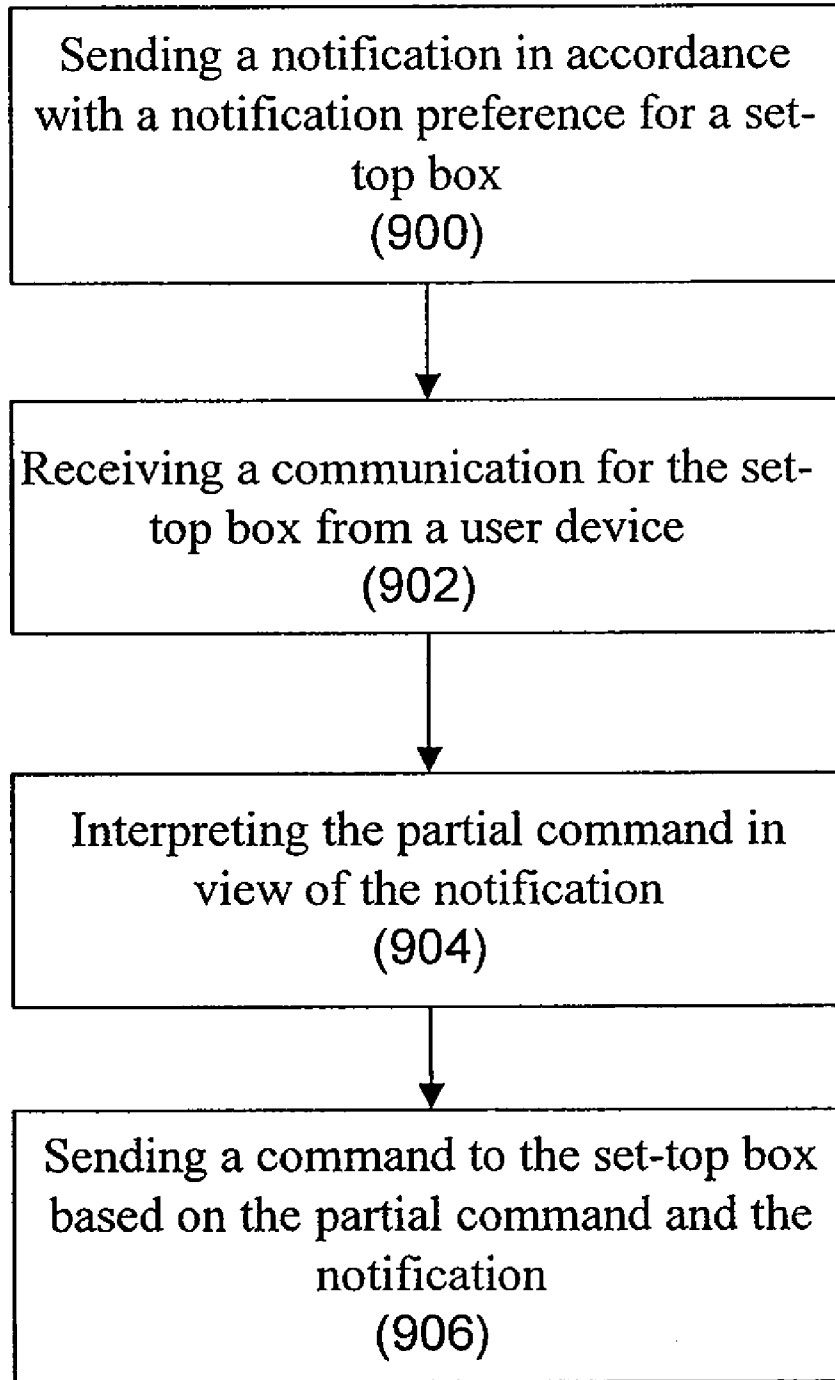 Sending a notification in accordance
with a notification preference for a set-
top box
(900)
Receiving a communication for the set-
top box from a user device
(902)
Interpreting the partial command in
view of the notification
(904)
Sending a command to the set-top box
based on the partial command and the
notification
(906)